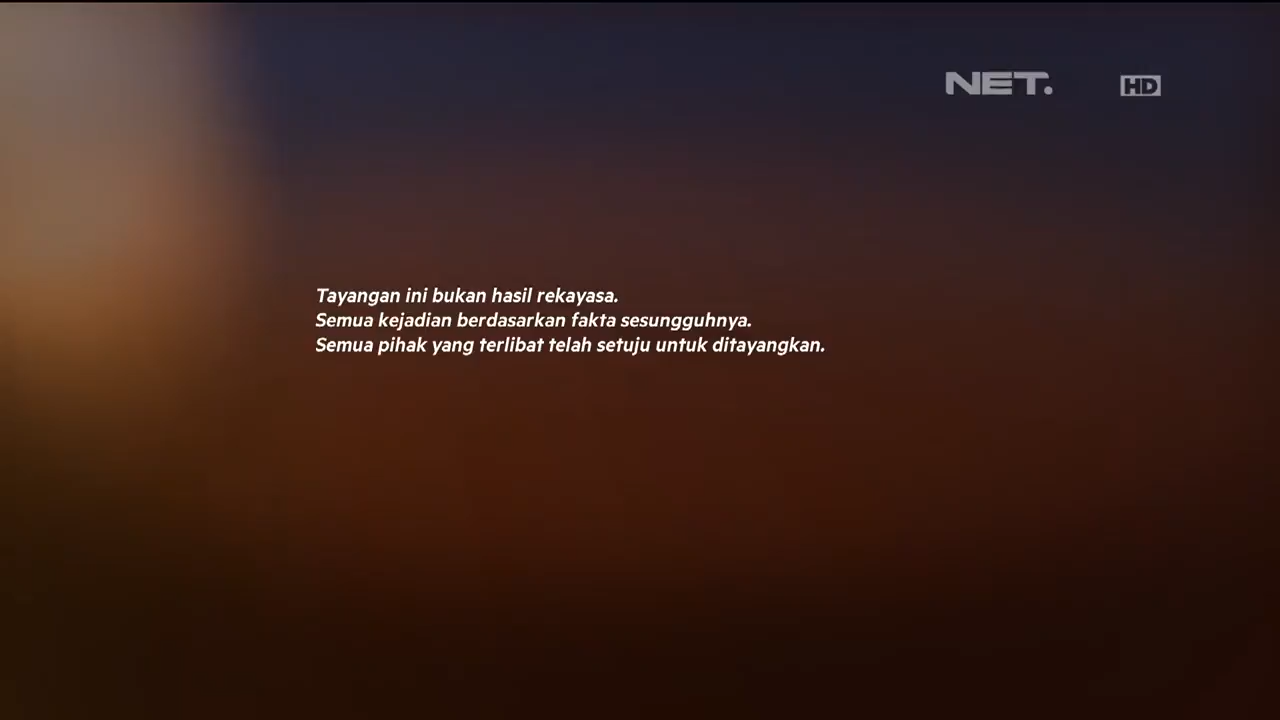 NET. HD
Tayangan ini bukan hasil rekayasa.
Semua kejadian berdasarkan fakta sesungguhnya.
Semua pihak yang terlibat telah setuju untuk ditayangkan.